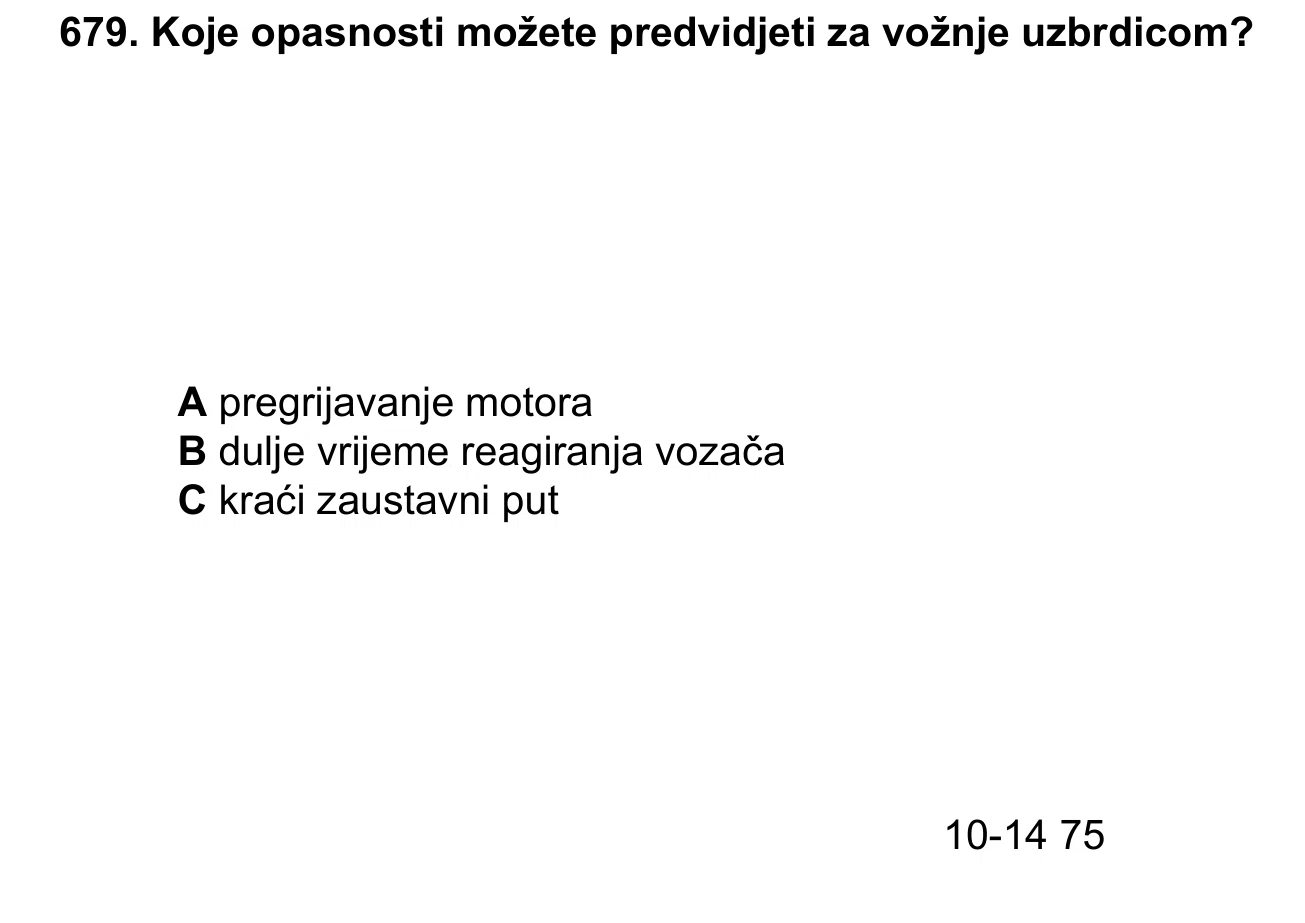 679. Koje opasnosti možete predvidjeti za vožnje uzbrdicom?
A pregrijavanje motora
B dulje vrijeme reagiranja vozača
C kraći zaustavni put
10-14 75